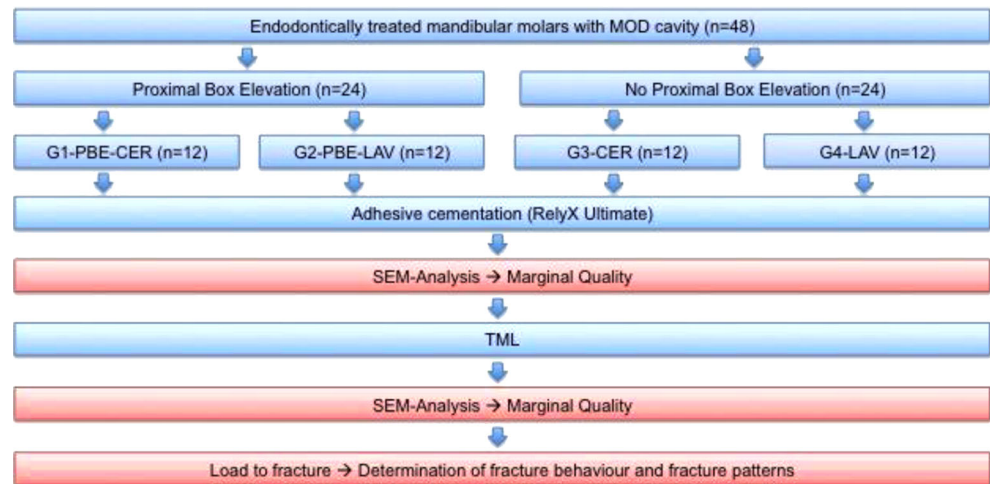 Endodontically treated mandibular molars with MOD cavity (n=48)
Proximal Box Elevation (n=24)
No Proximal Box Elevation (n=24)
G1-PBE-CER (n=12)
G2-PBE-LAV (n=12)
G3-CER (n=12)
G4-LAV (n=12)
Adhesive cementation (RelyX Ultimate)
SEM-Analysis → Marginal Quality
TML
SEM-Analysis → Marginal Quality
Load to fracture → Determination of fracture behaviour and fracture patterns